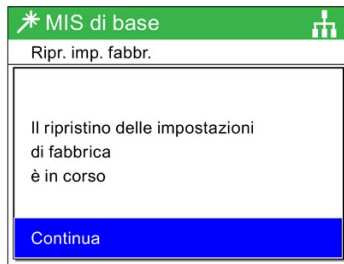 MIS di base
Ripr. imp. fabbr.
Il ripristino delle impostazioni
di fabbrica
è in corso
Continua